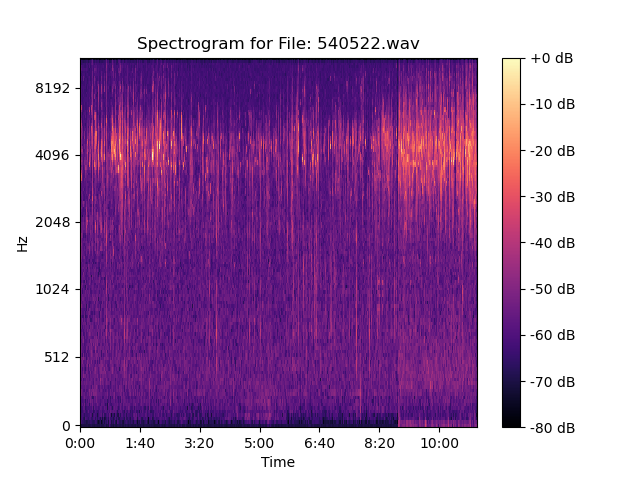 Spectrogram for File: 540522.wav
8192
4096
2048
1024
512
0
Hz
0:00 1:40 3:20 5:00 6:40 8:20 10:00
Time
+0 dB
-10 dB
-20 dB
-30 dB
-40 dB
-50 dB
-60 dB
-70 dB
-80 dB